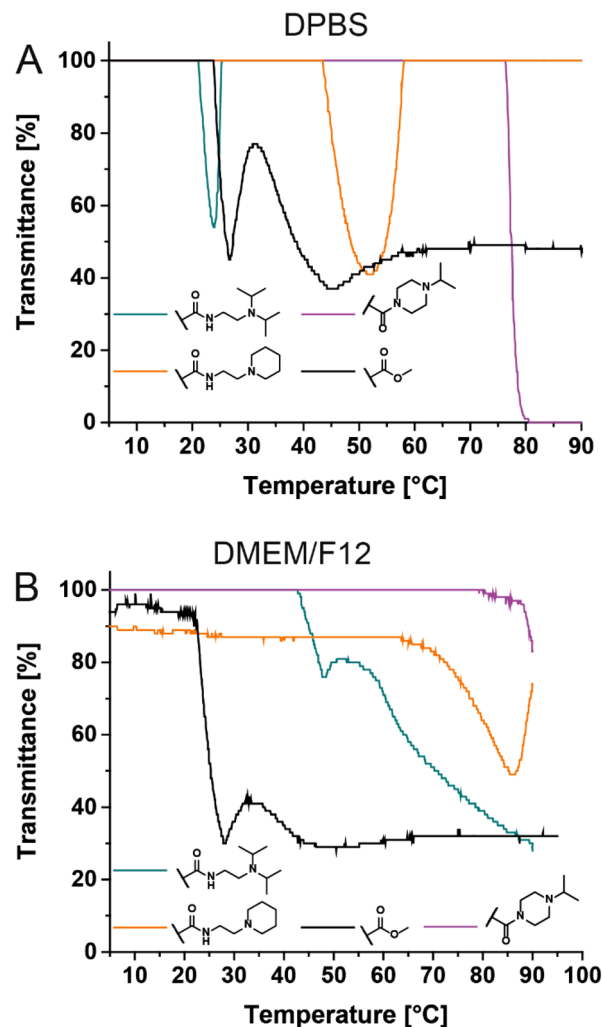 DPBS
A
Transmittance [%]
100
80
60
40
20
0
O
N
H
N
N
N
O
O
N
H
N
O
O
10 20 30 40 50 60 70 80 90
Temperature [°C]
DMEM/F12
B
Transmittance [%]
100
80
60
40
20
0
O
N
H
N
O
N
H
N
O
O
N
N
O
10 20 30 40 50 60 70 80 90 100
Temperature [°C]